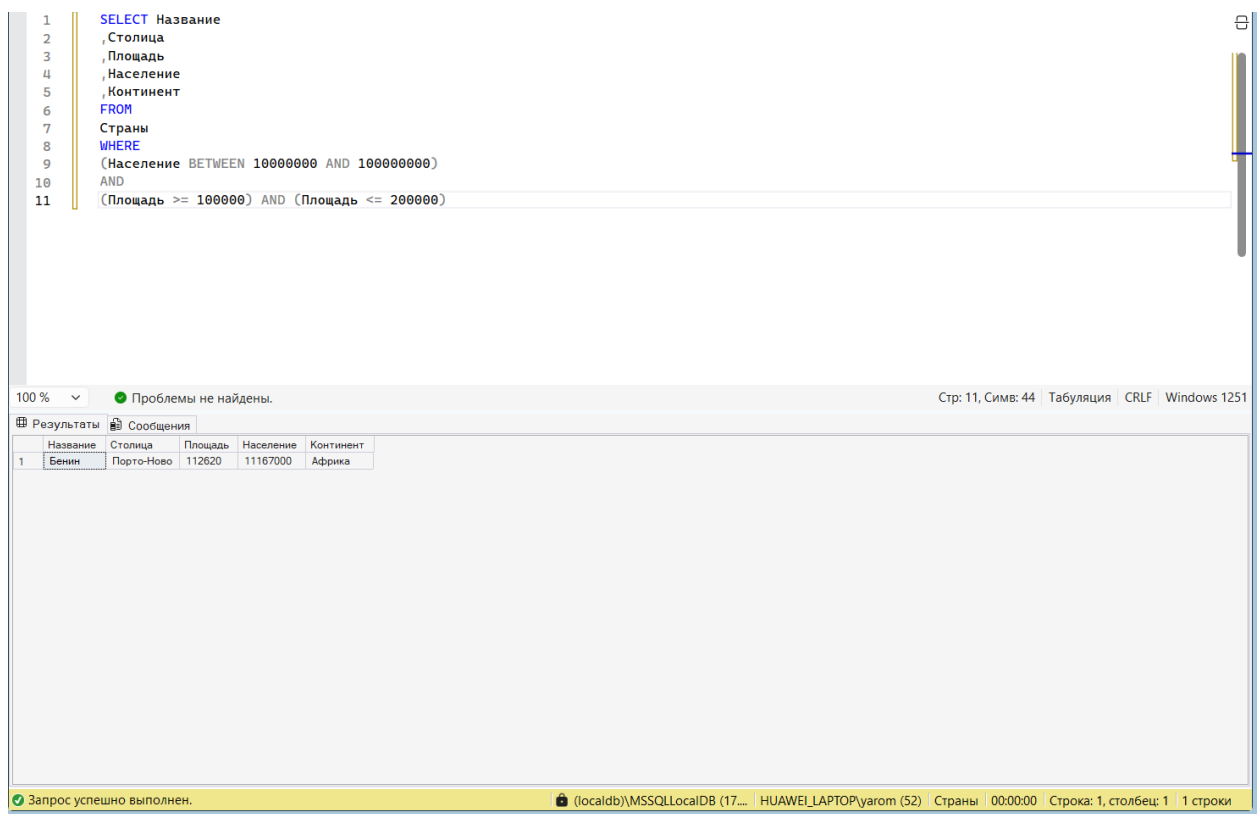 1 SELECT Название
2 ,Столица
3 ,Площадь
4 ,Население
5 ,Континент
6 FROM
7 Страны
8 WHERE
9 (Население BETWEEN 10000000 AND 100000000)
10 AND
11 (Площадь >= 100000) AND (Площадь <= 200000)
100 % Проблемы не найдены. Стр: 11, Симв: 44 Табуляция CRLF Windows 1251
Результаты Сообщения
Название Столица Площадь Население Континент
1 Бенин Порто-Ново 112620 11167000 Африка
Запрос успешно выполнен. (localdb)\MSSQLLocalDB (17.... HUAWEI_LAPTOP\yarom (52) Страны 00:00:00 Строка: 1, столбец: 1 1 строки